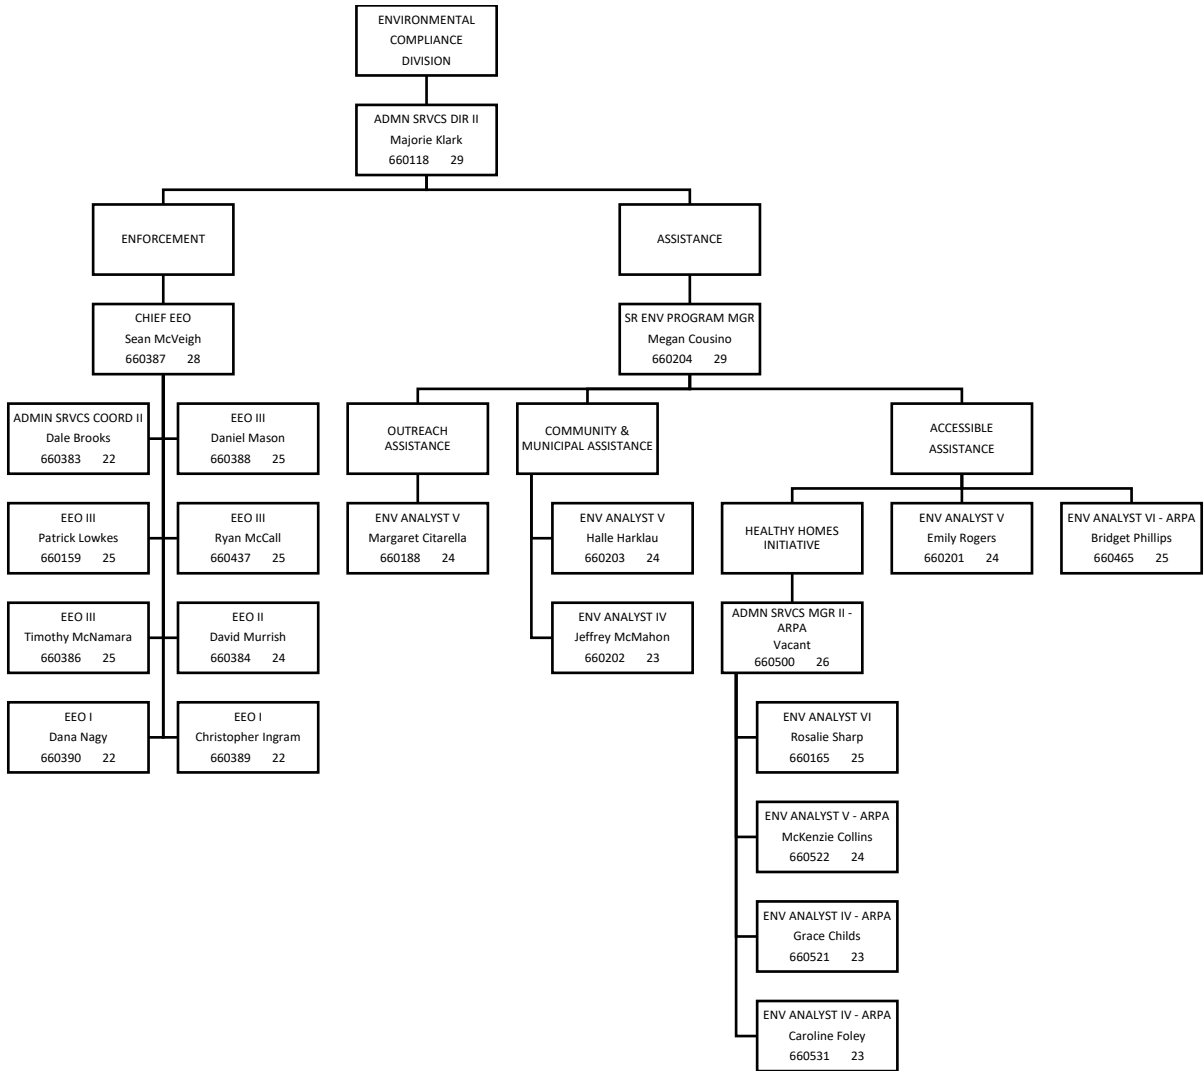 ENVIRONMENTAL
COMPLIANCE
DIVISION
ADMN SRVCS DIR II
Majorie Klark
660118 29
ENFORCEMENT
ASSISTANCE
CHIEF EEO
Sean McVeigh
660387 28
SR ENV PROGRAM MGR
Megan Cousino
660204 29
ADMIN SRVCS COORD II
Dale Brooks
660383 22
EEO III
Daniel Mason
660388 25
OUTREACH
ASSISTANCE
COMMUNITY &
MUNICIPAL ASSISTANCE
ACCESSIBLE
ASSISTANCE
EEO III
Patrick Lowkes
660159 25
EEO III
Ryan McCall
660437 25
ENV ANALYST V
Margaret Citarella
660188 24
ENV ANALYST V
Halle Harklau
660203 24
HEALTHY HOMES
INITIATIVE
ENV ANALYST V
Emily Rogers
660201 24
ENV ANALYST VI - ARPA
Bridget Phillips
660465 25
EEO III
Timothy McNamara
660386 25
EEO II
David Murrish
660384 24
ENV ANALYST IV
Jeffrey McMahon
660202 23
ADMN SRVCS MGR II -
ARPA
Vacant
660500 26
EEO I
Dana Nagy
660390 22
EEO I
Christopher Ingram
660389 22
ENV ANALYST VI
Rosalie Sharp
660165 25
ENV ANALYST V - ARPA
McKenzie Collins
660522 24
ENV ANALYST IV - ARPA
Grace Childs
660521 23
ENV ANALYST IV - ARPA
Caroline Foley
660531 23